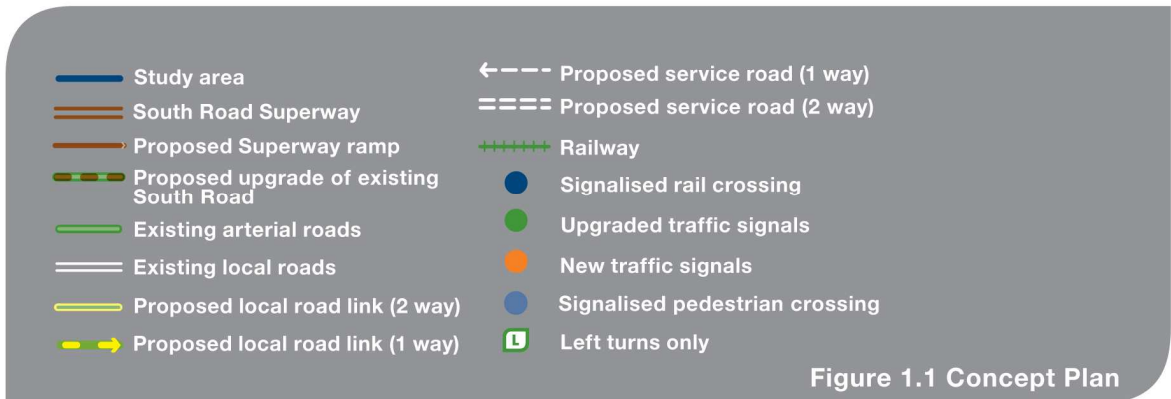 Study area
South Road Superway
Proposed Superway ramp
Proposed upgrade of existing
South Road
Existing arterial roads
Existing local roads
Proposed local road link (2 way)
Proposed local road link (1 way)
Proposed service road (1 way)
Proposed service road (2 way)
Railway
Signalised rail crossing
Upgraded traffic signals
New traffic signals
Signalised pedestrian crossing
L Left turns only
Figure 1.1 Concept Plan